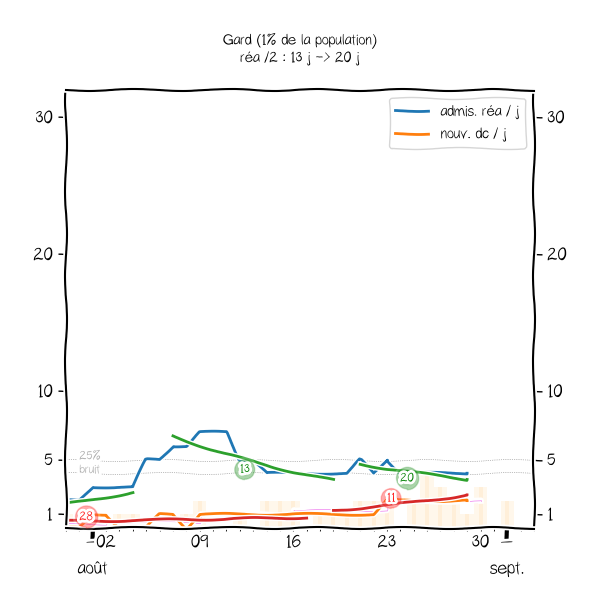 Gard (1% de la population)
réa /2 : 13 j -> 20 j
admis. réa / j
nouv. dc / j
30
30
20
20
10
10
25%
5
5
bruit
13
20
11
28
1
1
02
09
16
23
30
août
sept.